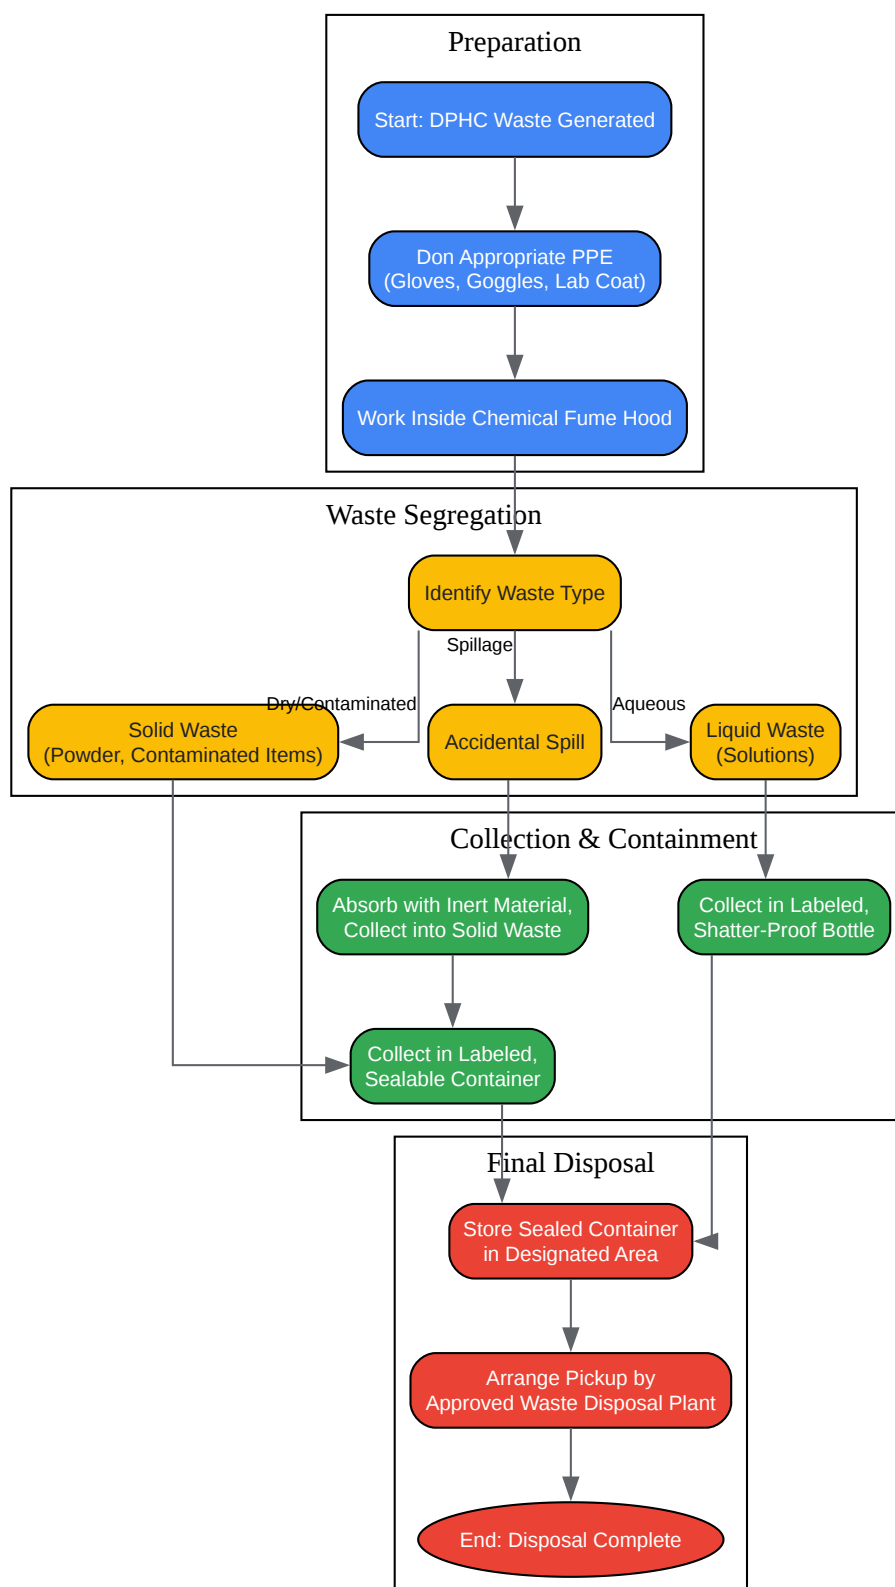 Preparation
Start: DPHC Waste Generated
Don Appropriate PPE
(Gloves, Goggles, Lab Coat)
Work Inside Chemical Fume Hood
Waste Segregation
Identify Waste Type
Spillage
Dry/Contaminated
Aqueous
Solid Waste
(Powder, Contaminated Items)
Accidental Spill
Liquid Waste
(Solutions)
Collection & Containment
Absorb with Inert Material,
Collect into Solid Waste
Collect in Labeled,
Shatter-Proof Bottle
Collect in Labeled,
Sealable Container
Final Disposal
Store Sealed Container
in Designated Area
Arrange Pickup by
Approved Waste Disposal Plant
End: Disposal Complete